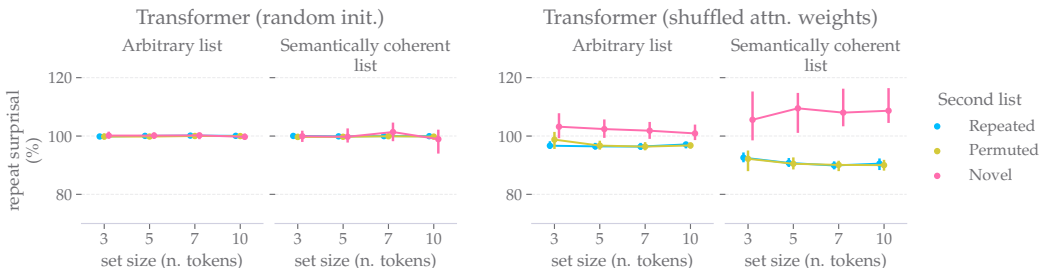 Transformer (random init.)
Transformer (shuffled attn. weights)
Arbitrary list
Semantically coherent
list
Arbitrary list
Semantically coherent
list
repeat surprisal
(%)
120
100
80
120
100
80
3 5 7 10
3 5 7 10
3 5 7 10
3 5 7 10
set size (n. tokens)
set size (n. tokens)
set size (n. tokens)
set size (n. tokens)
Second list
Repeated
Permuted
Novel